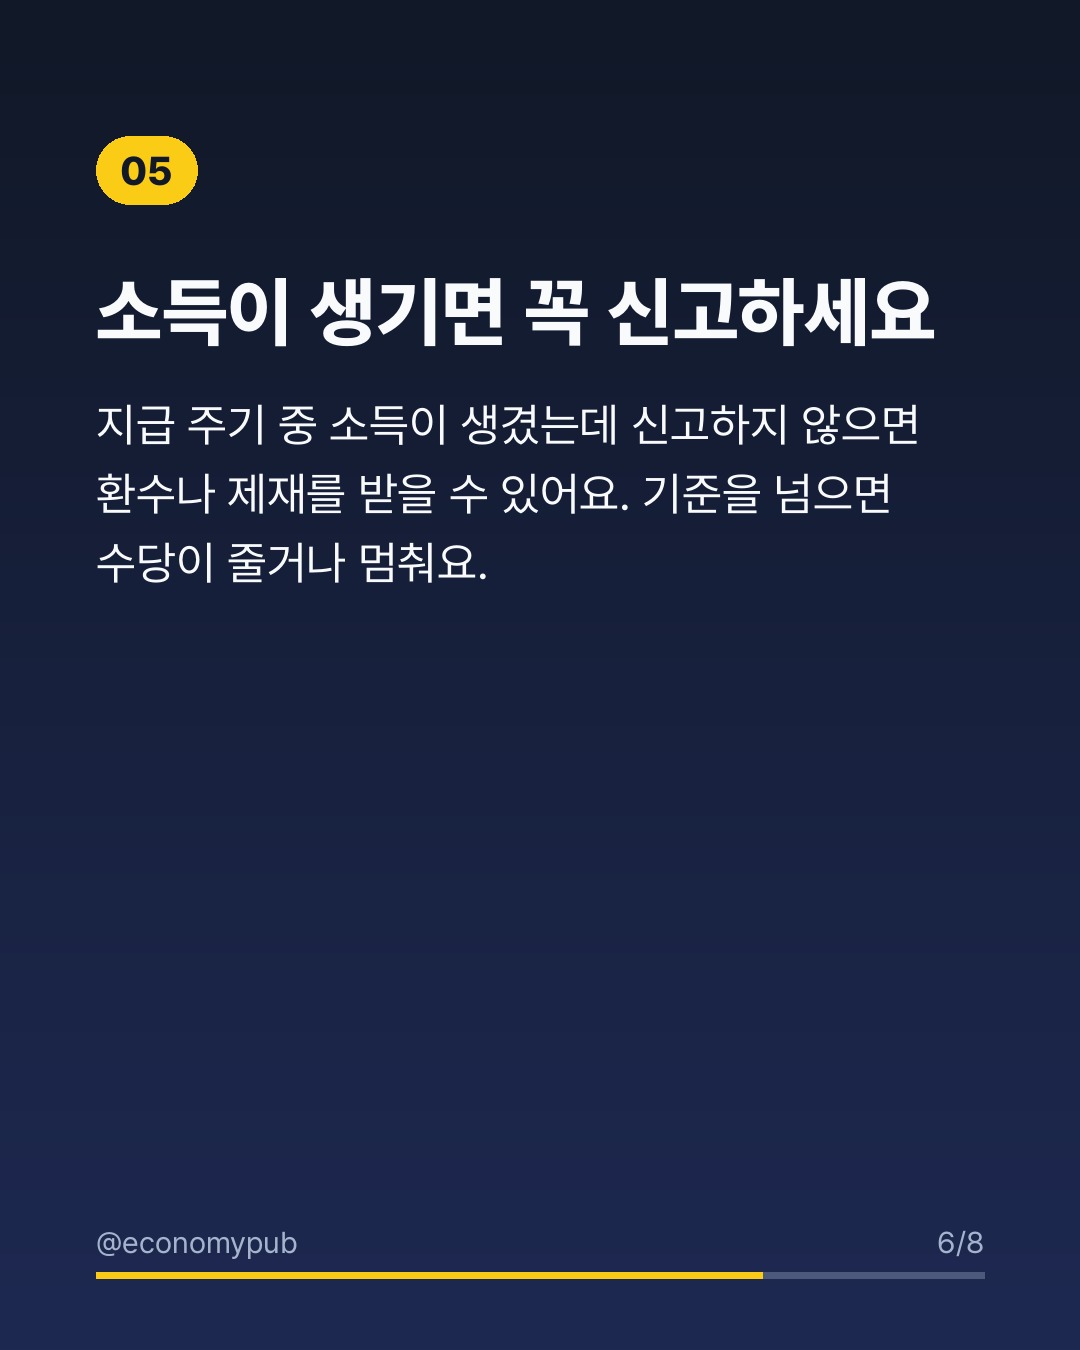 05
소득이 생기면 꼭 신고하세요
지급 주기 중 소득이 생겼는데 신고하지 않으면
환수나 제재를 받을 수 있어요. 기준을 넘으면
수당이 줄거나 멈춰요.
@economypub
6/8